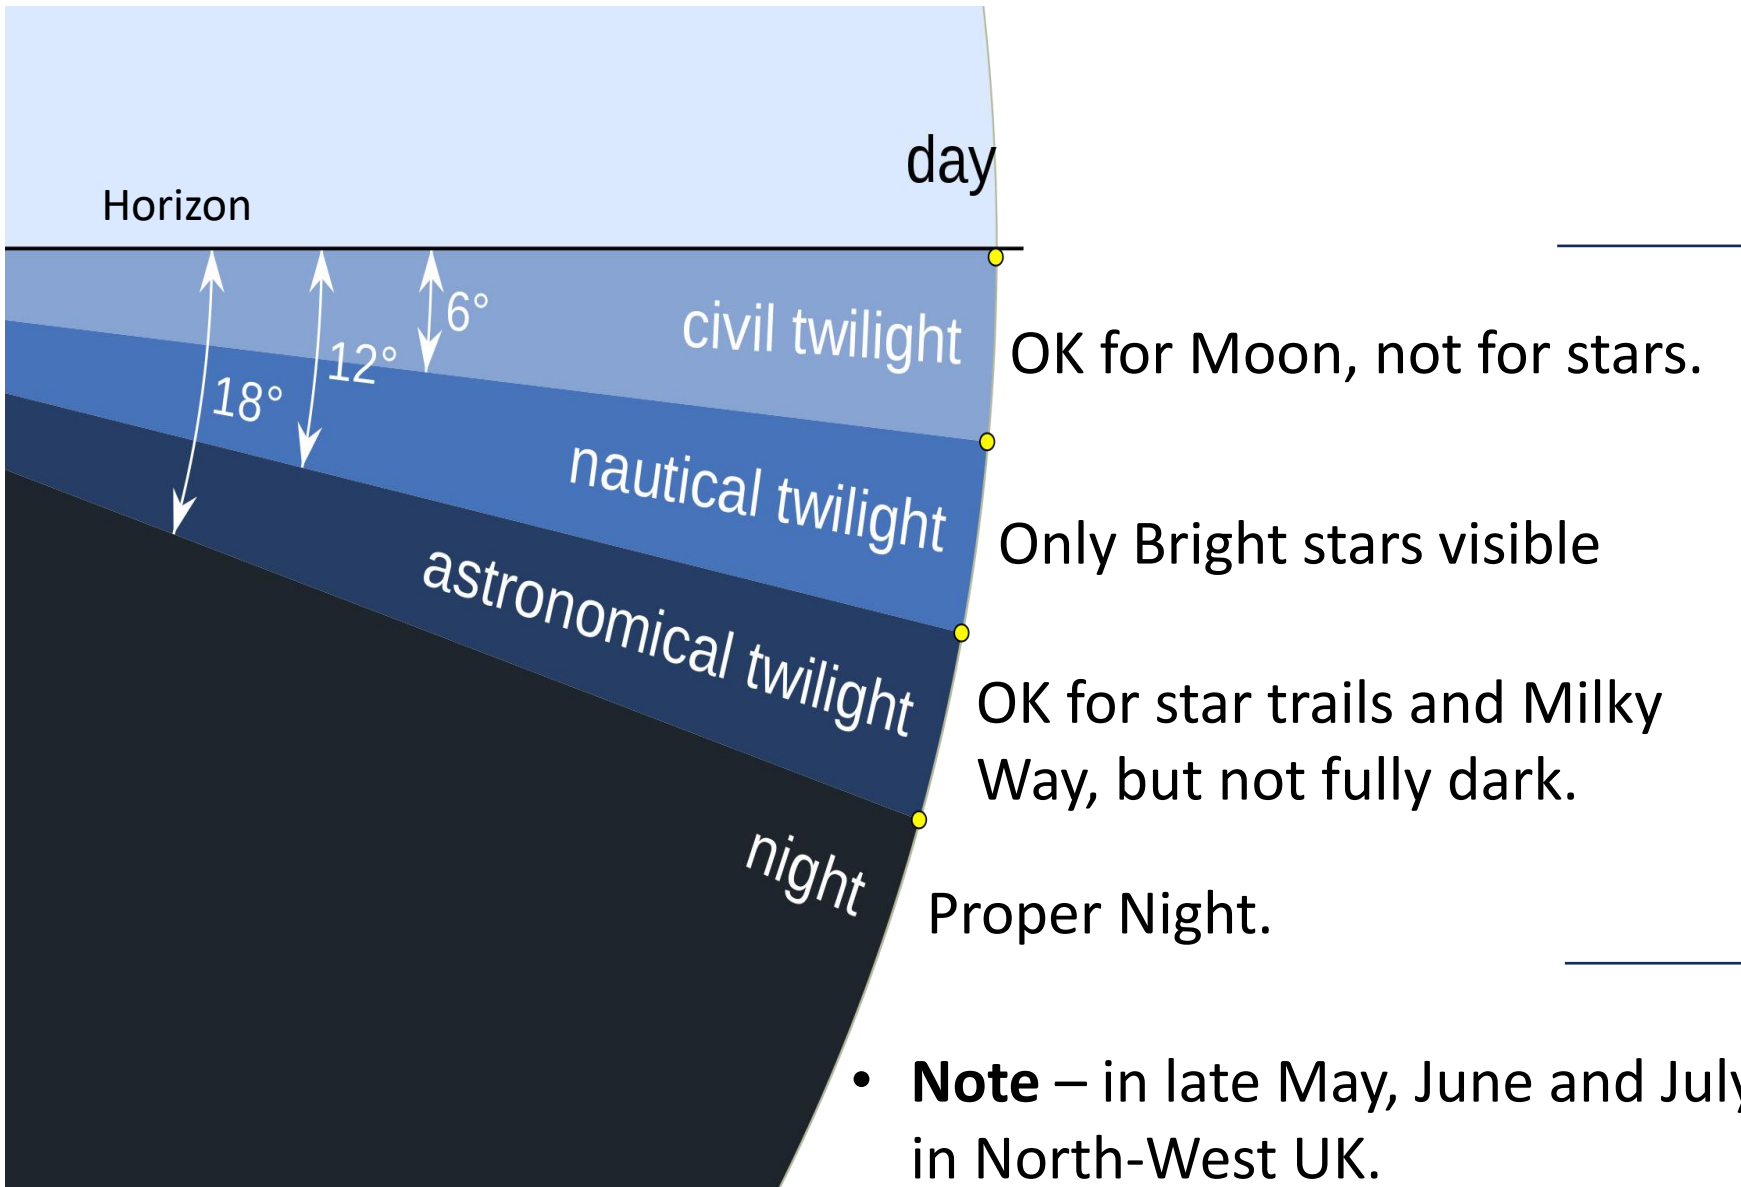 day
Horizon
6°
civil twilight
OK for Moon, not for stars.
12°
18°
nautical twilight
Only Bright stars visible
astronomical twilight
OK for star trails and Milky
Way, but not fully dark.
night
Proper Night.
• Note – in late May, June and July
in North-West UK.